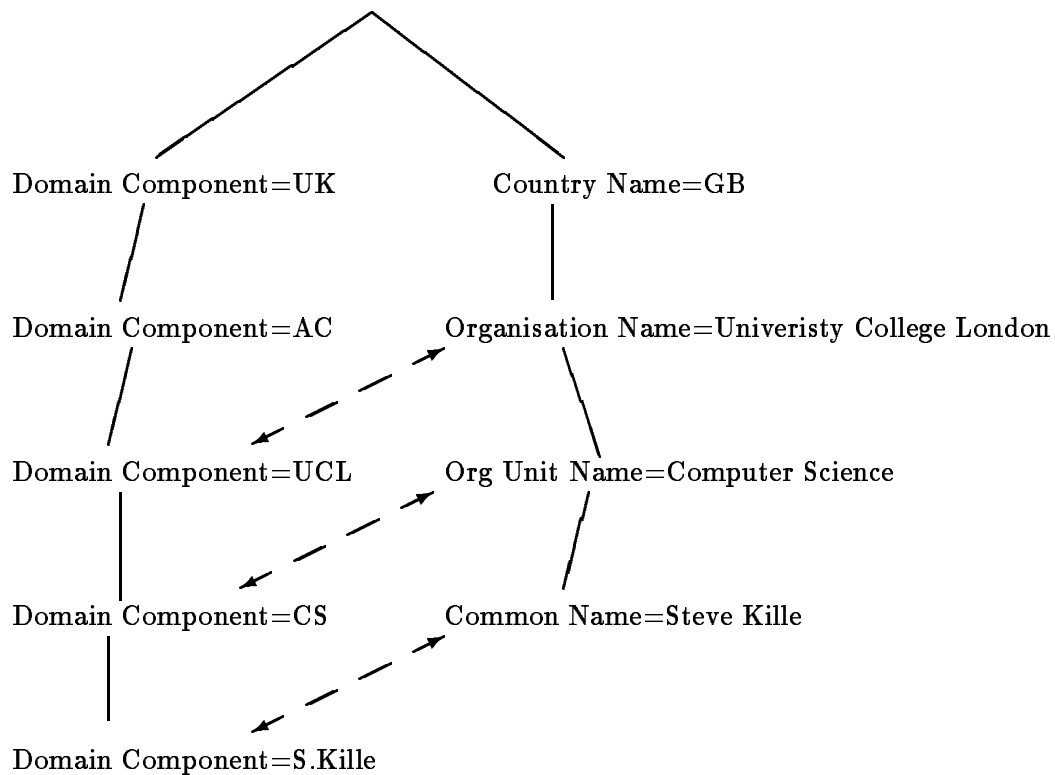 Domain Component=UK
Country Name=GB
Domain Component=AC
Organisation Name=Univeristy College London
Domain Component=UCL
Org Unit Name=Computer Science
Domain Component=CS
Common Name=Steve Kille
Domain Component=S.Kille